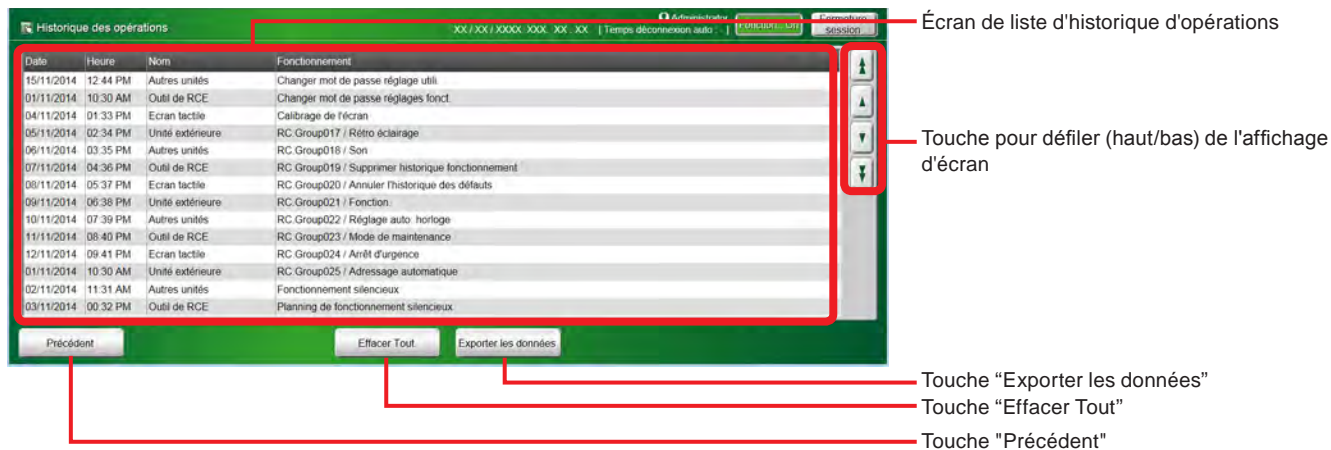 Historique des opérations
Administrator
XX / XX / XXXX XXX XX : XX [ Temps déconnexion auto : ]
Fonction : On
Fermeture session
Écran de liste d'historique d'opérations
Date Heure Nom Fonctionnement
15/11/2014 12:44 PM Autres unités Changer mot de passe réglage utili.
01/11/2014 10:30 AM Outil de RCE Changer mot de passe réglages fonct.
04/11/2014 01:33 PM Ecran tactile Calibrage de l'écran
05/11/2014 02:34 PM Unité extérieure RC Group017 / Rétro éclairage
06/11/2014 03:35 PM Autres unités RC Group018 / Son
07/11/2014 04:36 PM Outil de RCE RC Group019 / Supprimer historique fonctionnement
08/11/2014 05:37 PM Ecran tactile RC Group020 / Annuler l'historique des défauts
09/11/2014 06:38 PM Unité extérieure RC Group021 / Fonction
10/11/2014 07:39 PM Autres unités RC Group022 / Réglage auto. horloge
11/11/2014 08:40 PM Outil de RCE RC Group023 / Mode de maintenance
12/11/2014 09:41 PM Ecran tactile RC Group024 / Arrêt d'urgence
01/11/2014 10:30 AM Unité extérieure RC Group025 / Adressage automatique
02/11/2014 11:31 AM Autres unités Fonctionnement silencieux
03/11/2014 00:32 PM Outil de RCE Planning de fonctionnement silencieux
Touche pour défiler (haut/bas) de l'affichage
d'écran
Précédent Effacer Tout Exporter les données
Touche “Exporter les données”
Touche “Effacer Tout”
Touche "Précédent"